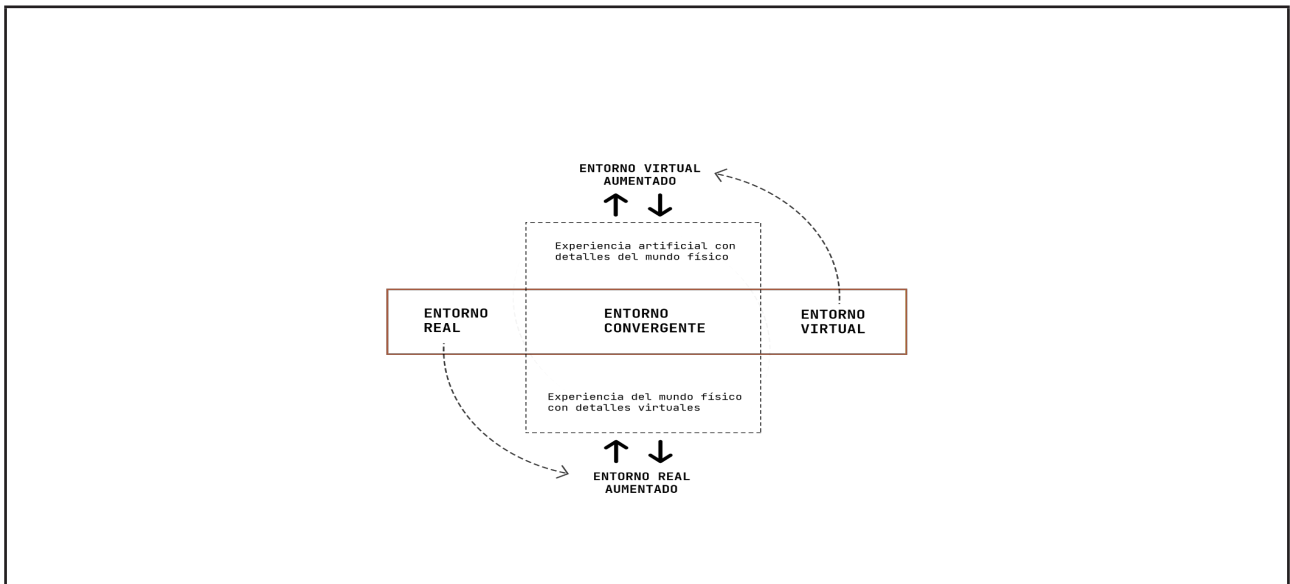 ENTORNO VIRTUAL
AUMENTADO
Experiencia artificial con
detalles del mundo físico
ENTORNO
REAL
ENTORNO
CONVERGENTE
ENTORNO
VIRTUAL
Experiencia del mundo físico
con detalles virtuales
ENTORNO REAL
AUMENTADO